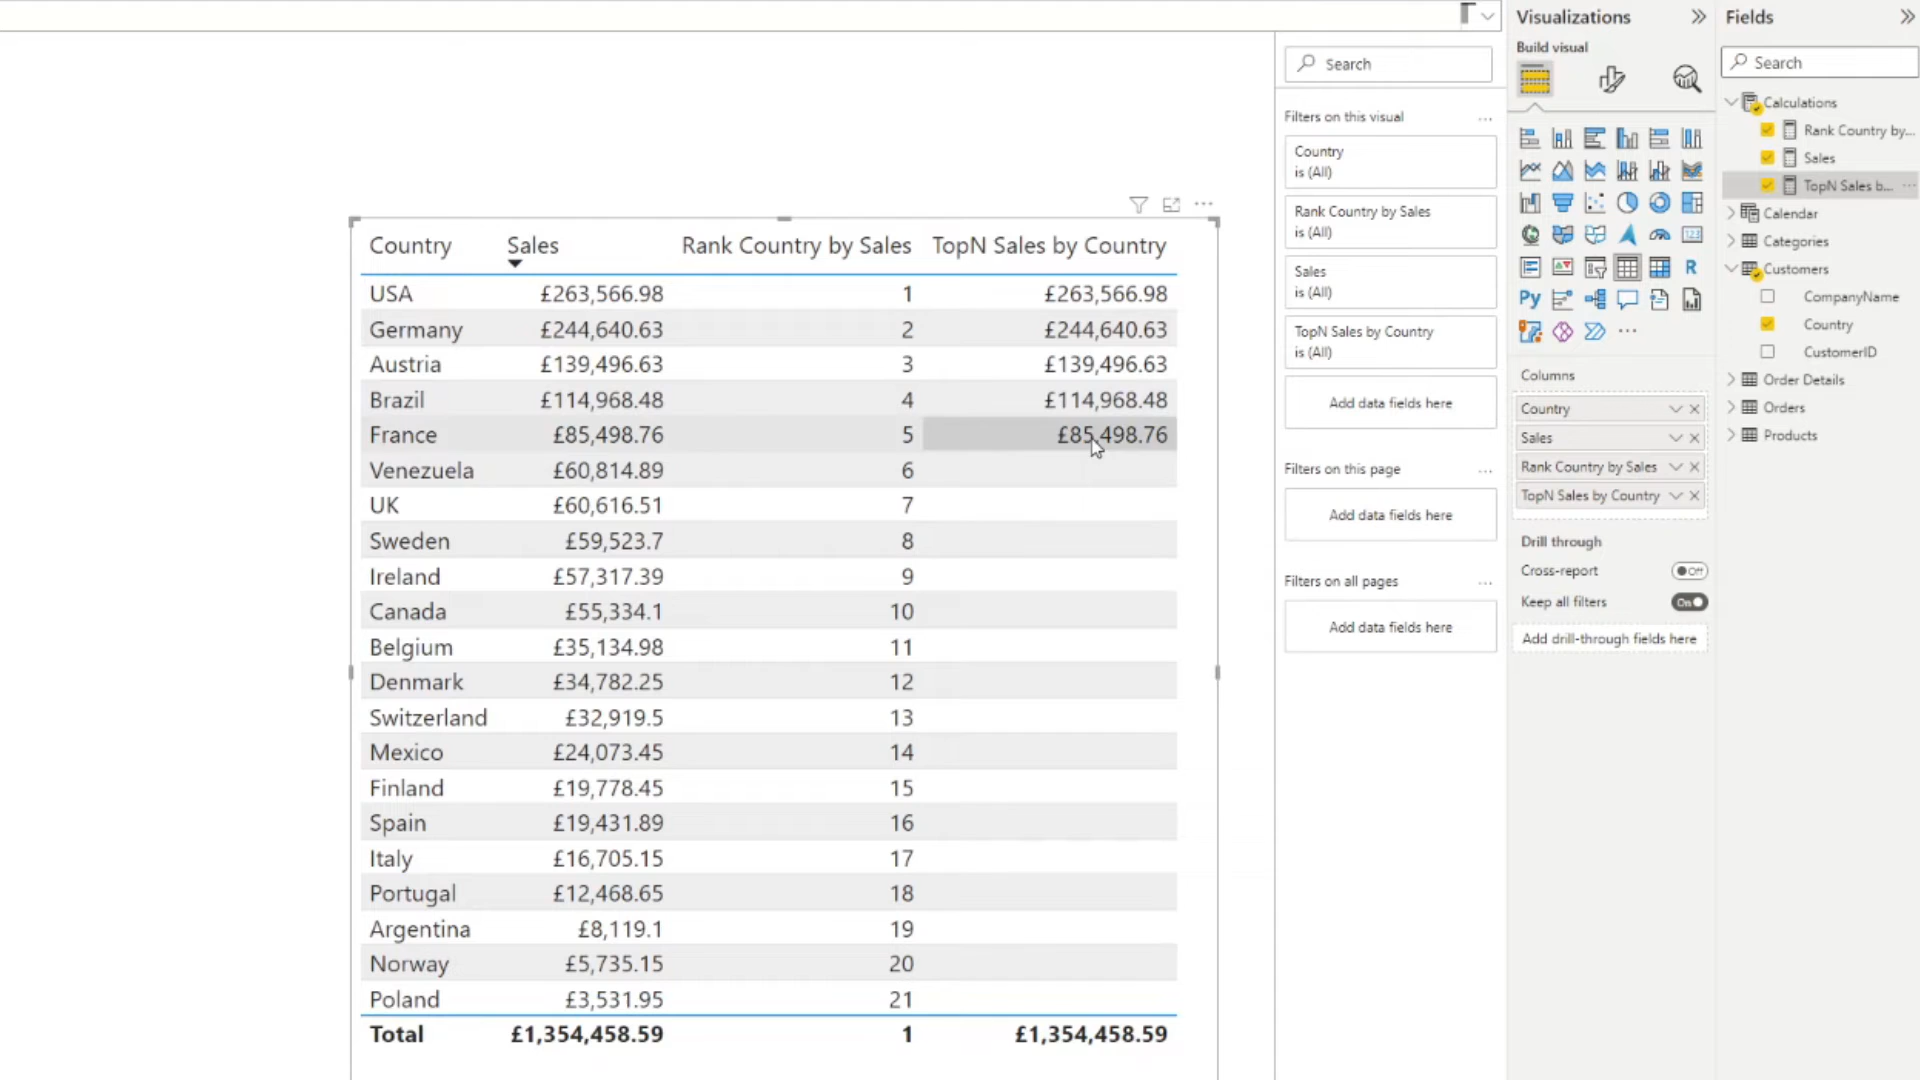 Search
Filters on this visual ...
Country
is (All)
Rank Country by Sales
is (All)
Sales
is (All)
TopN Sales by Country
is (All)
Add data fields here
Filters on this page ...
Add data fields here
Filters on all pages ...
Add data fields here
Country Sales Rank Country by Sales TopN Sales by Country
USA £263,566.98 1 £263,566.98
Germany £244,640.63 2 £244,640.63
Austria £139,496.63 3 £139,496.63
Brazil £114,968.48 4 £114,968.48
France £85,498.76 5 £85,498.76
Venezuela £60,814.89 6
UK £60,616.51 7
Sweden £59,523.7 8
Ireland £57,317.39 9
Canada £55,334.1 10
Belgium £35,134.98 11
Denmark £34,782.25 12
Switzerland £32,919.5 13
Mexico £24,073.45 14
Finland £19,778.45 15
Spain £19,431.89 16
Italy £16,705.15 17
Portugal £12,468.65 18
Argentina £8,119.1 19
Norway £5,735.15 20
Poland £3,531.95 21
Total £1,354,458.59 1 £1,354,458.59
Visualizations
Build visual
123
R
Py
...
Columns
Country
Sales
Rank Country by Sales
TopN Sales by Country
Drill through
Cross-report Off
Keep all filters On
Add drill-through fields here
Fields
Search
Calculations
Rank Country by...
Sales
TopN Sales b... ...
Calendar
Categories
Customers
CompanyName
Country
CustomerID
Order Details
Orders
Products